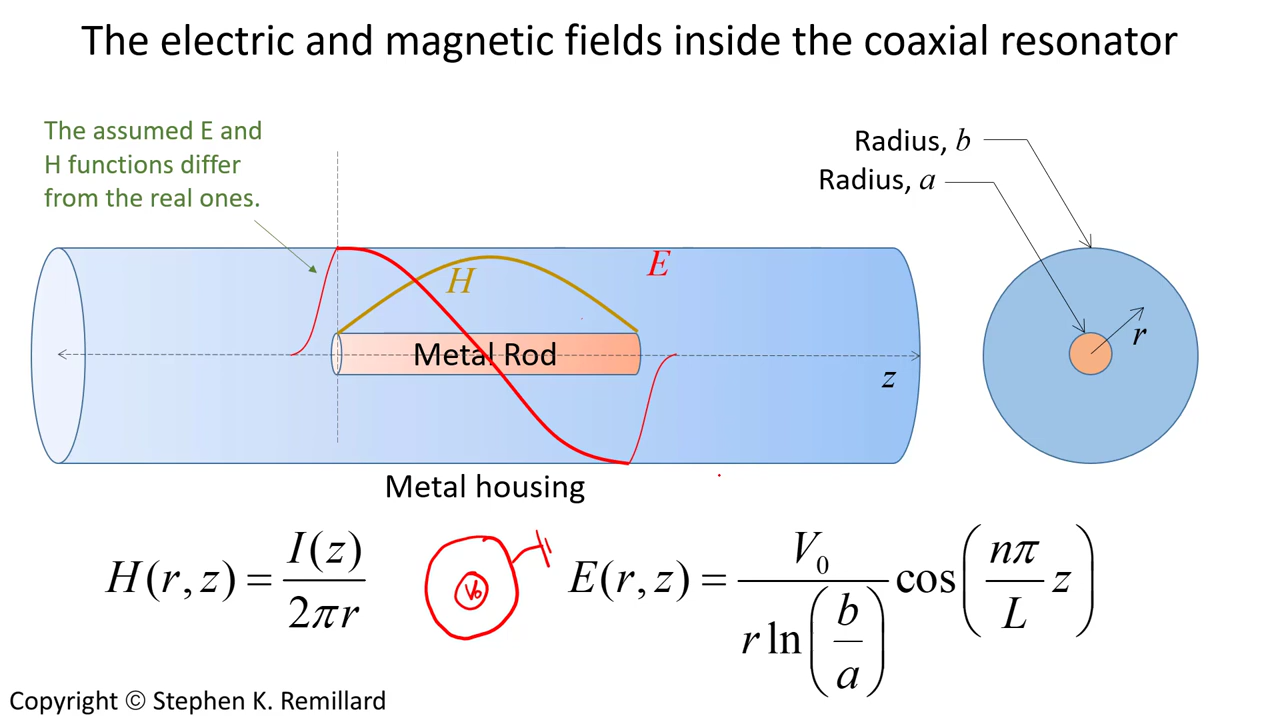 The electric and magnetic fields inside the coaxial resonator
The assumed E and
H functions differ
from the real ones.
Radius, b
Radius, a
H
E
Metal Rod
z
r
Metal housing
H(r, z) = I(z) / 2πr
V₀
E(r, z) = V₀ / (r ln(b/a)) cos(nπ/L z)
Copyright © Stephen K. Remillard